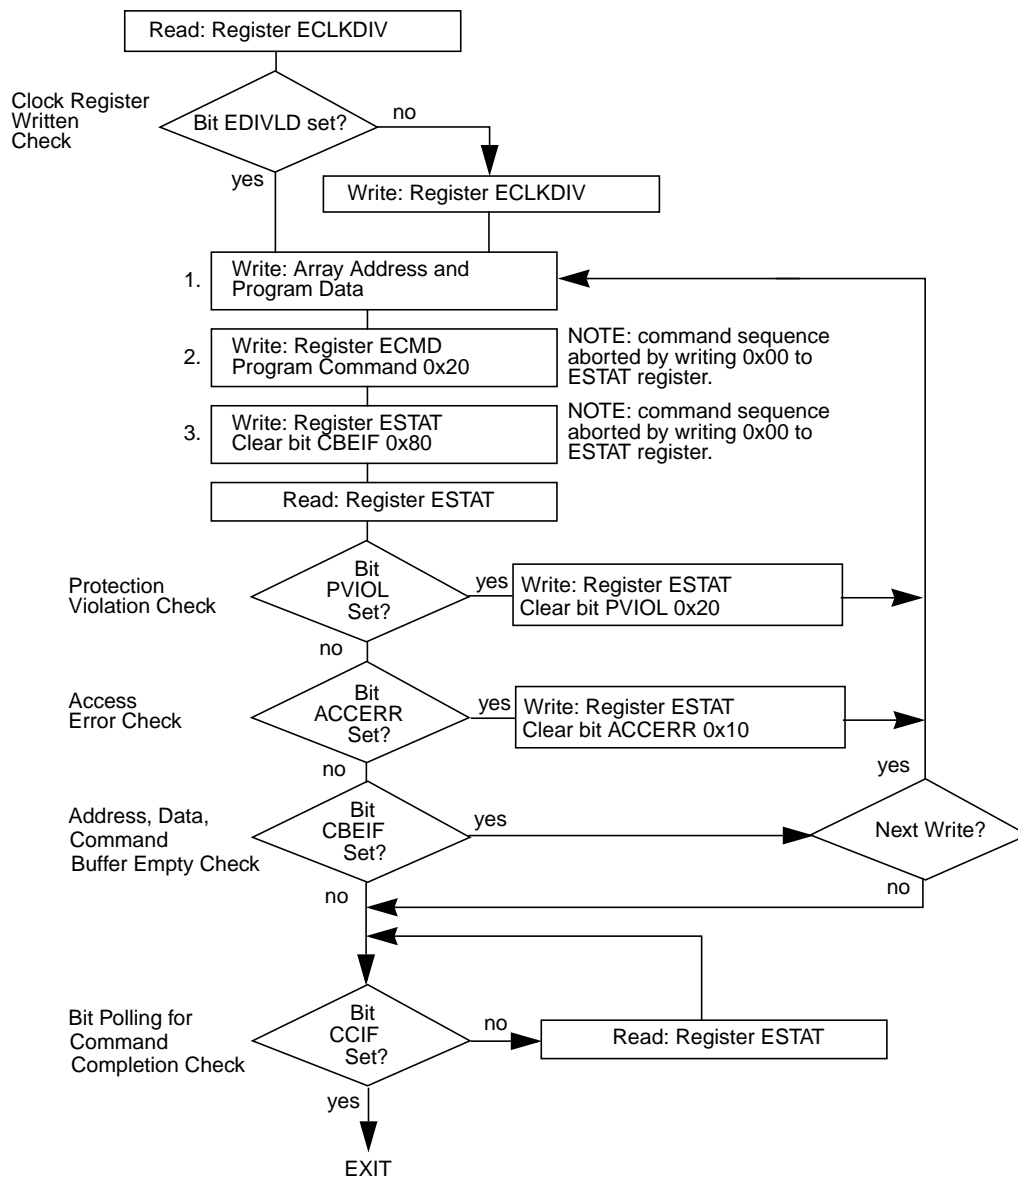 Read: Register ECLKDIV
Clock Register
Written
Check
Bit EDIVLD set?
no
yes
Write: Register ECLKDIV
1.
Write: Array Address and
Program Data
2.
Write: Register ECMD
Program Command 0x20
NOTE: command sequence
aborted by writing 0x00 to
ESTAT register.
3.
Write: Register ESTAT
Clear bit CBEIF 0x80
NOTE: command sequence
aborted by writing 0x00 to
ESTAT register.
Read: Register ESTAT
Protection
Violation Check
Bit
PVIOL
Set?
yes
Write: Register ESTAT
Clear bit PVIOL 0x20
no
Access
Error Check
Bit
ACCERR
Set?
yes
Write: Register ESTAT
Clear bit ACCERR 0x10
no
yes
Address, Data,
Command
Buffer Empty Check
Bit
CBEIF
Set?
yes
Next Write?
no
no
Bit Polling for
Command
Completion Check
Bit
CCIF
Set?
no
Read: Register ESTAT
yes
EXIT